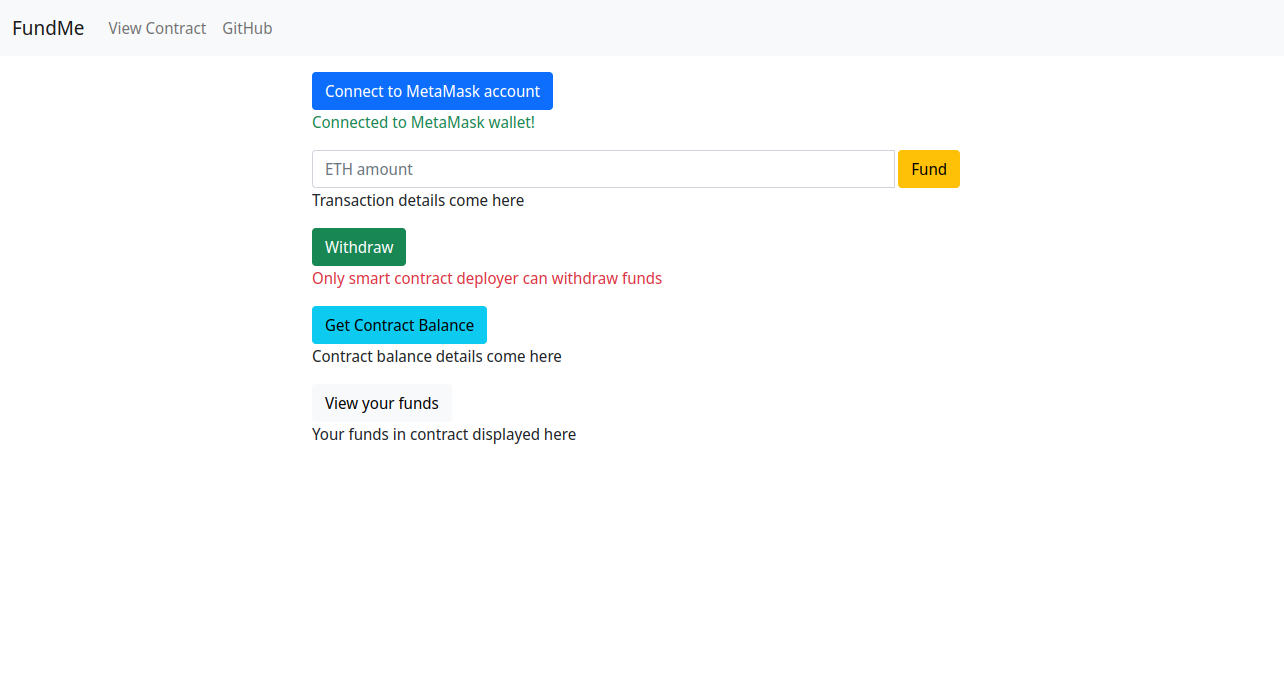 FundMe View Contract GitHub
Connect to MetaMask account
Connected to MetaMask wallet!
ETH amount Fund
Transaction details come here
Withdraw
Only smart contract deployer can withdraw funds
Get Contract Balance
Contract balance details come here
View your funds
Your funds in contract displayed here